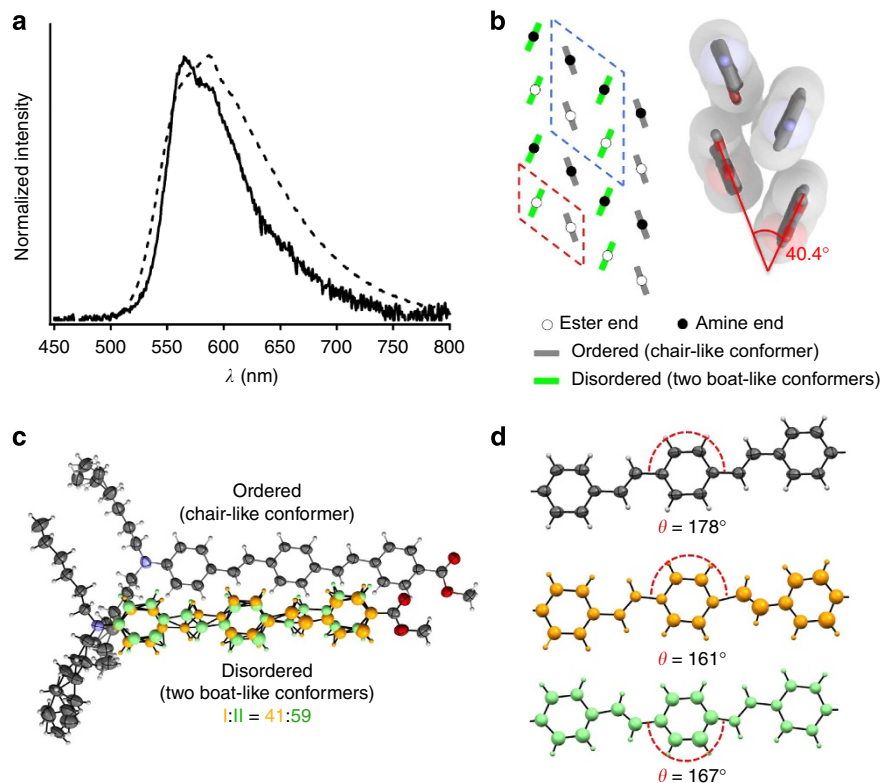 a
Normalized intensity
450 500 550 600 650 700 750 800
λ (nm)
b
40.4°
Ester end
Amine end
Ordered (chair-like conformer)
Disordered (two boat-like conformers)
c
Ordered
(chair-like conformer)
Disordered
(two boat-like conformers)
I:II = 41:59
d
θ = 178°
θ = 161°
θ = 167°